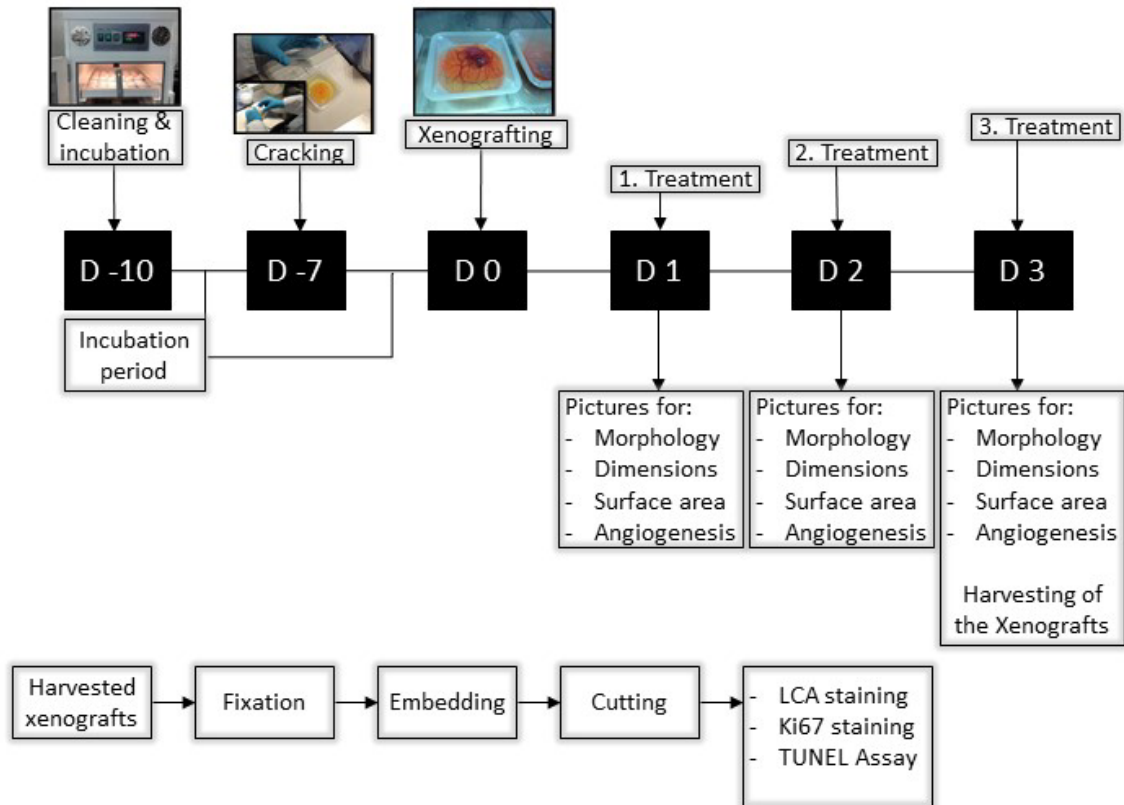 Cleaning &
incubation
Cracking
Xenografting
1. Treatment
2. Treatment
3. Treatment
D -10
D -7
D 0
D 1
D 2
D 3
Incubation
period
Pictures for:
- Morphology
- Dimensions
- Surface area
- Angiogenesis
Pictures for:
- Morphology
- Dimensions
- Surface area
- Angiogenesis
Pictures for:
- Morphology
- Dimensions
- Surface area
- Angiogenesis
Harvesting of
the Xenografts
Harvested
xenografts
Fixation
Embedding
Cutting
- LCA staining
- Ki67 staining
- TUNEL Assay